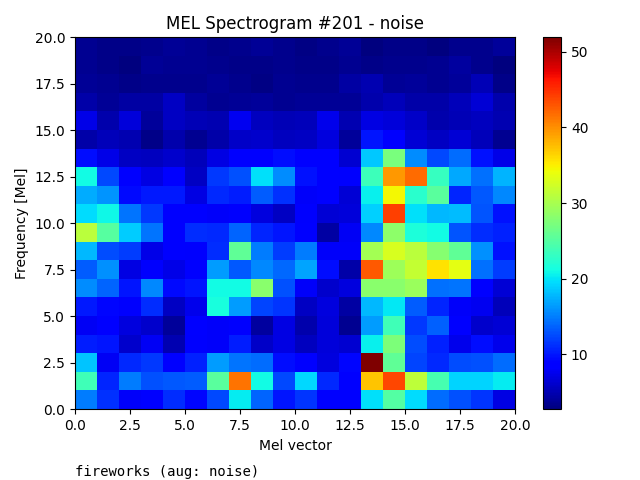 MEL Spectrogram #201 - noise
20.0
17.5
15.0
12.5
10.0
7.5
5.0
2.5
0.0
Frequency [Mel]
0.0 2.5 5.0 7.5 10.0 12.5 15.0 17.5 20.0
Mel vector
50
40
30
20
10
fireworks (aug: noise)